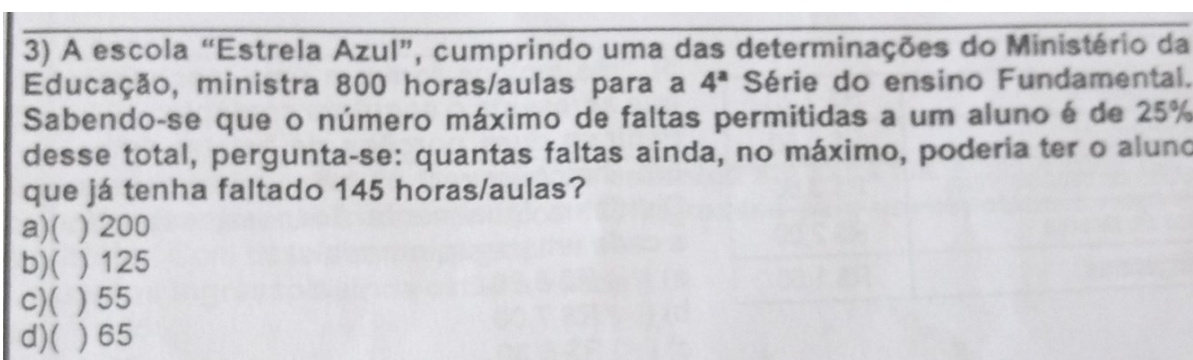 3) A escola “Estrela Azul”, cumprindo uma das determinações do Ministério da
Educação, ministra 800 horas/aulas para a 4ª Série do ensino Fundamental.
Sabendo-se que o número máximo de faltas permitidas a um aluno é de 25%
desse total, pergunta-se: quantas faltas ainda, no máximo, poderia ter o aluno
que já tenha faltado 145 horas/aulas?
a)( ) 200
b)( ) 125
c)( ) 55
d)( ) 65